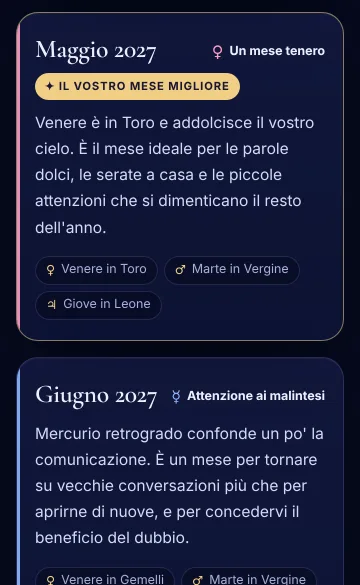 Maggio 2027
♀ Un mese tenero
✦ IL VOSTRO MESE MIGLIORE
Venere è in Toro e addolcisce il vostro
cielo. È il mese ideale per le parole
dolci, le serate a casa e le piccole
attenzioni che si dimenticano il resto
dell'anno.
♀ Venere in Toro
♂ Marte in Vergine
♃ Giove in Leone
Giugno 2027
☿ Attenzione ai malintesi
Mercurio retrogrado confonde un po' la
comunicazione. È un mese per tornare
su vecchie conversazioni più che per
aprirne di nuove, e per concedervi il
beneficio del dubbio.
♀ Venere in Gemelli
♂ Marte in Vergine